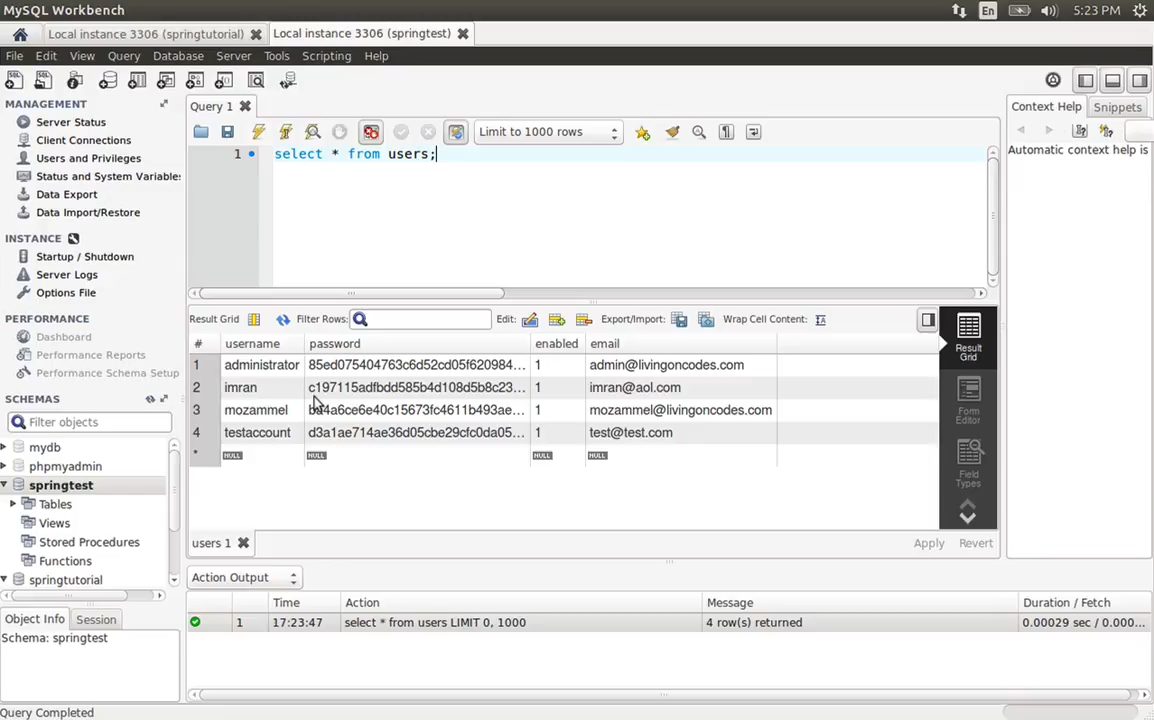 MySQL Workbench
En
5:23 PM
Local instance 3306 (springtutorial)
Local instance 3306 (springtest)
File Edit View Query Database Server Tools Scripting Help
MANAGEMENT
Server Status
Client Connections
Users and Privileges
Status and System Variables
Data Export
Data Import/Restore
INSTANCE
Startup / Shutdown
Server Logs
Options File
PERFORMANCE
Dashboard
Performance Reports
Performance Schema Setup
SCHEMAS
Filter objects
mydb
phpmyadmin
springtest
Tables
Views
Stored Procedures
Functions
springtutorial
Object Info Session
Schema: springtest
Query 1
Limit to 1000 rows
1 select * from users;
Result Grid Filter Rows: Edit: Export/Import: Wrap Cell Content:
# username password enabled email
1 administrator 85ed075404763c6d52cd05f620984... 1 admin@livingoncodes.com
2 imran c197115adfbdd585b4d108d5b8c23... 1 imran@aol.com
3 mozammel 1 mozammel@livingoncodes.com
4 testaccount d3a1ae714ae36d05cbe29cfc0da05... 1 test@test.com
* NULL NULL NULL NULL
Result Grid
Form Editor
Field Types
users 1
Apply Revert
Context Help Snippets
Automatic context help is
Action Output
Time Action Message Duration / Fetch
1 17:23:47 select * from users LIMIT 0, 1000 4 row(s) returned 0.00029 sec / 0.000...
Query Completed